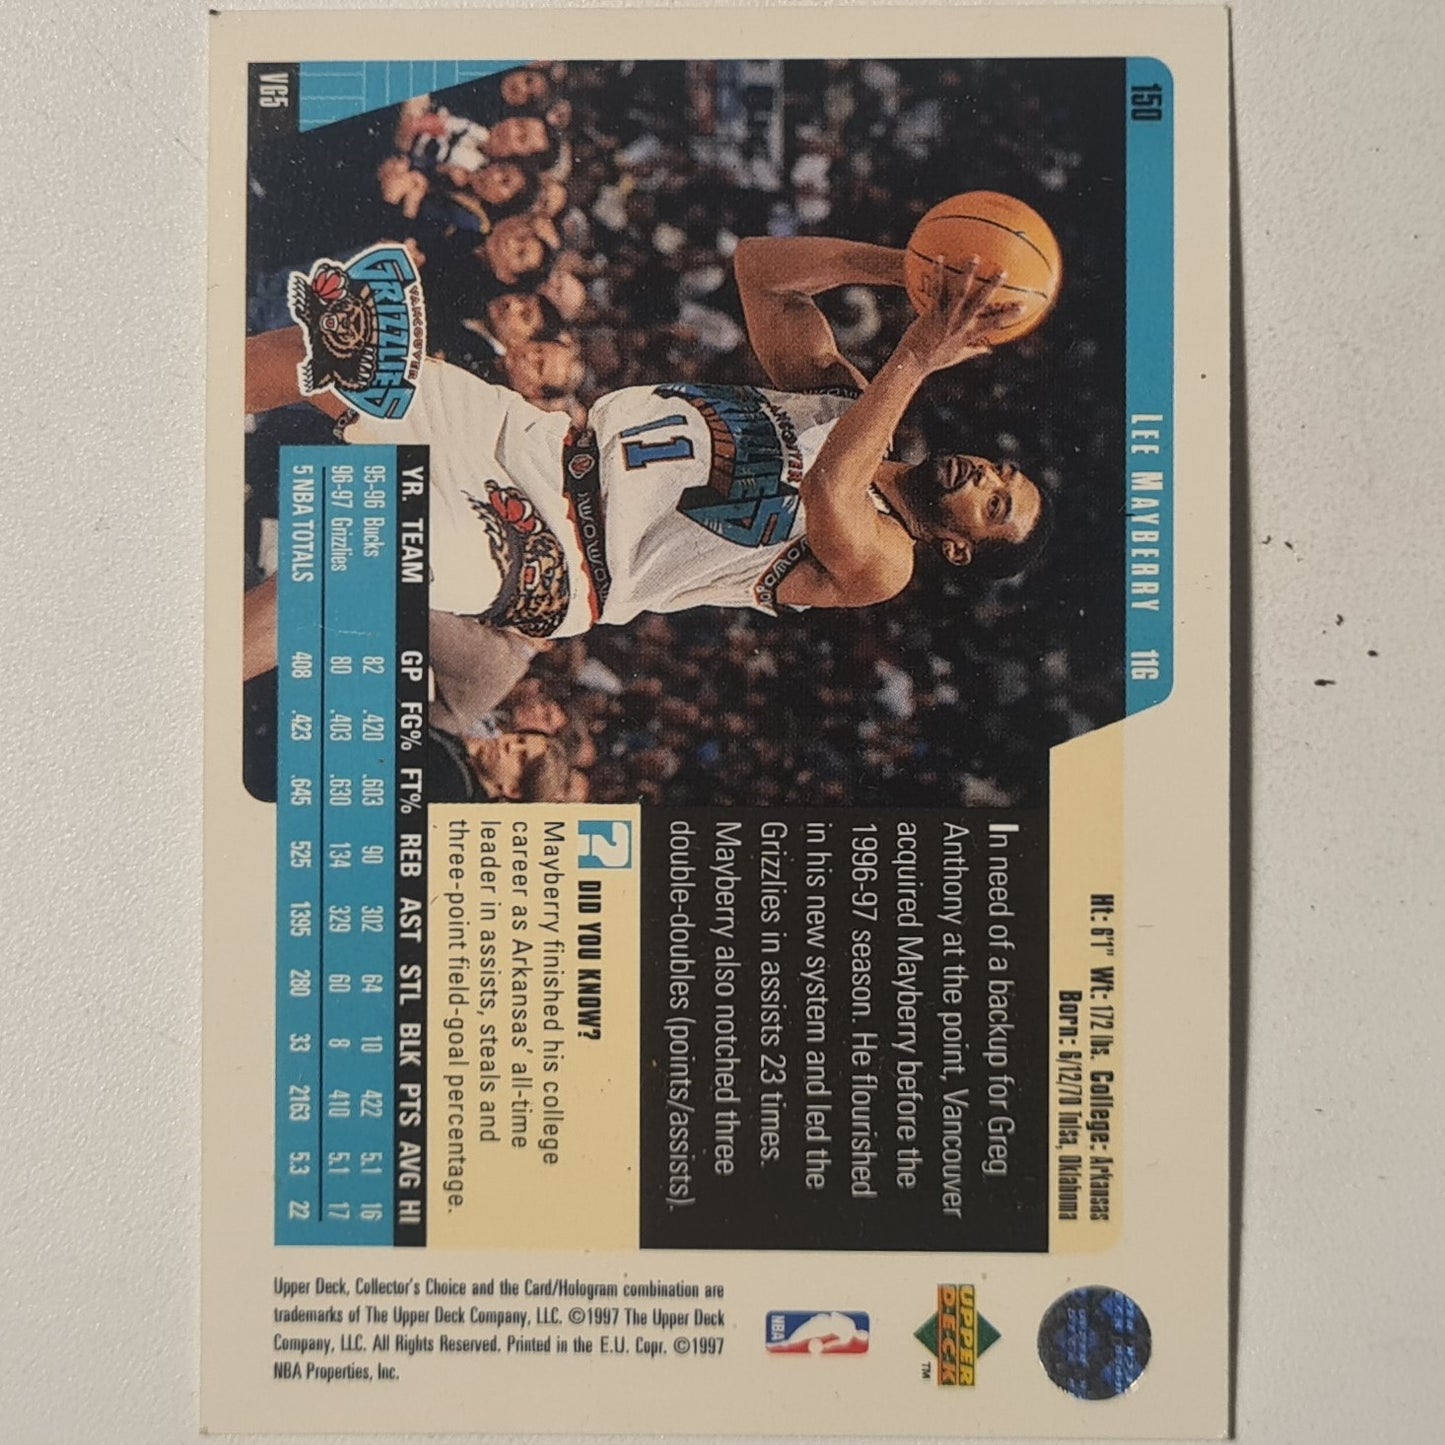 150
LEE MAYBERRY 11G
Ht: 6'1" Wt: 172 lbs. College: Arkansas
Born: 6/12/70 Tulsa, Oklahoma
In need of a backup for Greg
Anthony at the point, Vancouver
acquired Mayberry before the
1996-97 season. He flourished
in his new system and led the
Grizzlies in assists 23 times.
Mayberry also notched three
double-doubles (points/assists).
? DID YOU KNOW?
Mayberry finished his college
career as Arkansas' all-time
leader in assists, steals and
three-point field-goal percentage.
VANCOUVER
GRIZZLIES
11
VANCOUVER
GRIZZLIES
YR. TEAM GP FG% FT% REB AST STL BLK PTS AVG HI
95-96 Bucks 82 .420 .603 90 302 64 10 422 5.1 16
96-97 Grizzlies 80 .403 .630 134 329 60 8 410 5.1 17
5 NBA TOTALS 408 .423 .645 525 1395 280 33 2163 5.3 22
VG5
UPPER
DECK
TM
NBA
Upper Deck, Collector's Choice and the Card/Hologram combination are
trademarks of The Upper Deck Company, LLC. ©1997 The Upper Deck
Company, LLC. All Rights Reserved. Printed in the E.U. Copr. ©1997
NBA Properties, Inc.